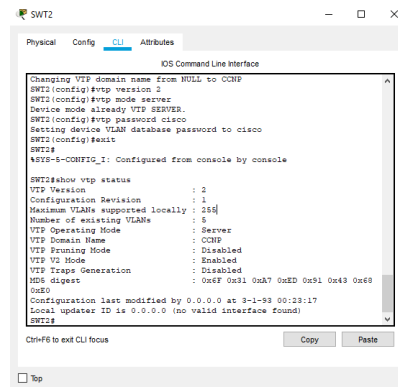 SWT2
Physical Config CLI Attributes
IOS Command Line Interface
Changing VTP domain name from NULL to CCNP
SWT2(config)#vtp version 2
SWT2(config)#vtp mode server
Device mode already VTP SERVER.
SWT2(config)#vtp password cisco
Setting device VLAN database password to cisco
SWT2(config)#exit
SWT2#
%SYS-5-CONFIG_I: Configured from console by console
SWT2#show vtp status
VTP Version : 2
Configuration Revision : 1
Maximum VLANs supported locally : 255
Number of existing VLANs : 5
VTP Operating Mode : Server
VTP Domain Name : CCNP
VTP Pruning Mode : Disabled
VTP V2 Mode : Enabled
VTP Traps Generation : Disabled
MD5 digest : 0x6F 0x31 0xA7 0xED 0x91 0x43 0x68
0xE0
Configuration last modified by 0.0.0.0 at 3-1-93 00:23:17
Local updater ID is 0.0.0.0 (no valid interface found)
SWT2#
Ctrl+F6 to exit CLI focus
Copy Paste
Top